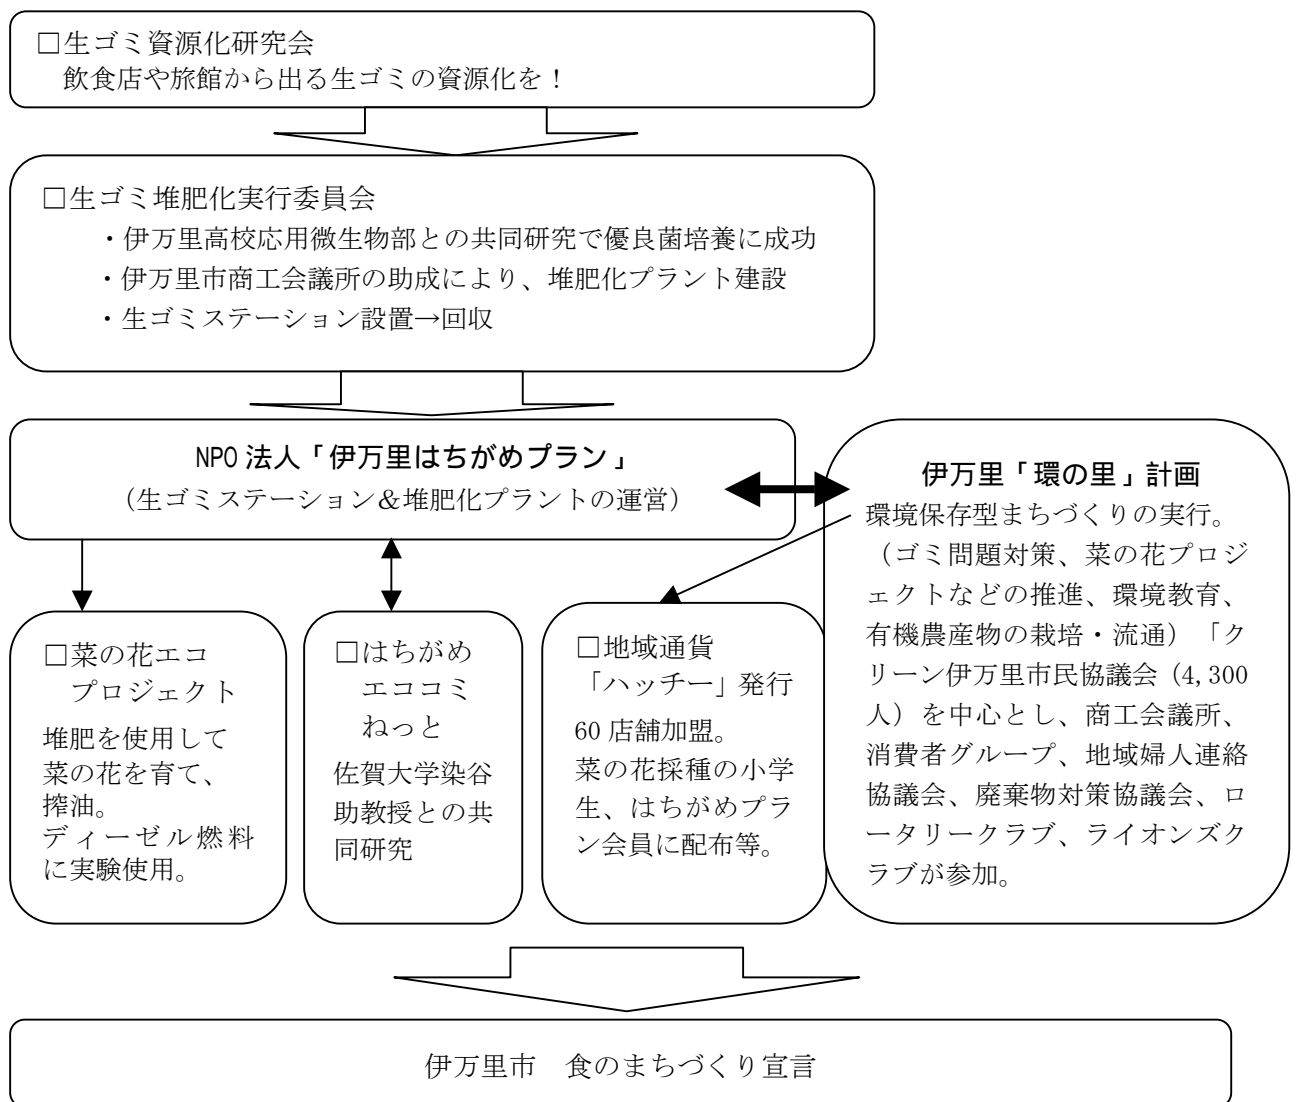 □生ゴミ資源化研究会
飲食店や旅館から出る生ゴミの資源化を！
□生ゴミ堆肥化実行委員会
・伊万里高校応用微生物部との共同研究で優良菌培養に成功
・伊万里市商工会議所の助成により、堆肥化プラント建設
・生ゴミステーション設置→回収
NPO 法人「伊万里はちがめプラン」
（生ゴミステーション＆堆肥化プラントの運営）
□菜の花エコ
プロジェクト
堆肥を使用して
菜の花を育て、
搾油。
ディーゼル燃料
に実験使用。
□はちがめ
エココミ
ねっと
佐賀大学染谷
助教授との共
同研究
□地域通貨
「ハッチー」発行
60 店舗加盟。
菜の花採種の小学
生、はちがめプラ
ン会員に配布等。
伊万里「環の里」計画
環境保存型まちづくりの実行。
（ゴミ問題対策、菜の花プロジ
ェクトなどの推進、環境教育、
有機農産物の栽培・流通）「ク
リーン伊万里市民協議会（4,300
人）を中心とし、商工会議所、
消費者グループ、地域婦人連絡
協議会、廃棄物対策協議会、ロ
ータリークラブ、ライオンズク
ラブが参加。
伊万里市　食のまちづくり宣言